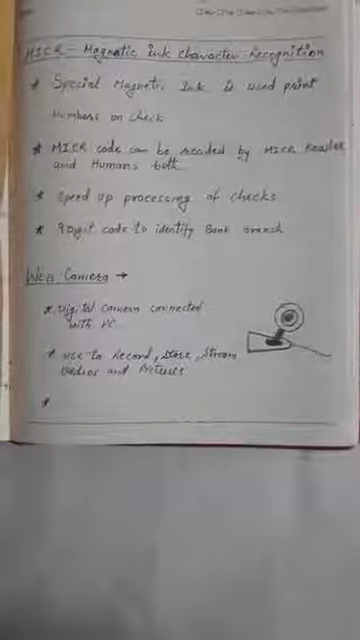 MICR - Magnetic Ink Character Recognition
* Special Magnetic Ink is used print
Numbers on check
* MICR code can be readed by MICR Reader
and Humans both
* Speed up processing of checks
* 9 Digit code to identify Bank Branch
Web Camera →
* Digital Camera connected
with PC
* use to Record, Store, Stream
Vedios and Pictures
*